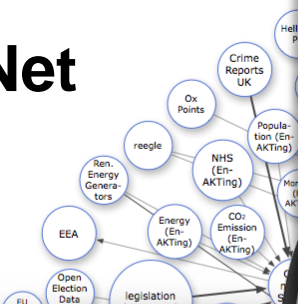 Net
Crime
Reports
UK
Ox
Points
Popula-
tion (En-
AKTing)
reegle
NHS
(En-
AKTing)
Ren.
Energy
Genera-
tors
CO2
Emission
(En-
AKTing)
Energy
(En-
AKTing)
EEA
Open
Election
Data
legislation
EU